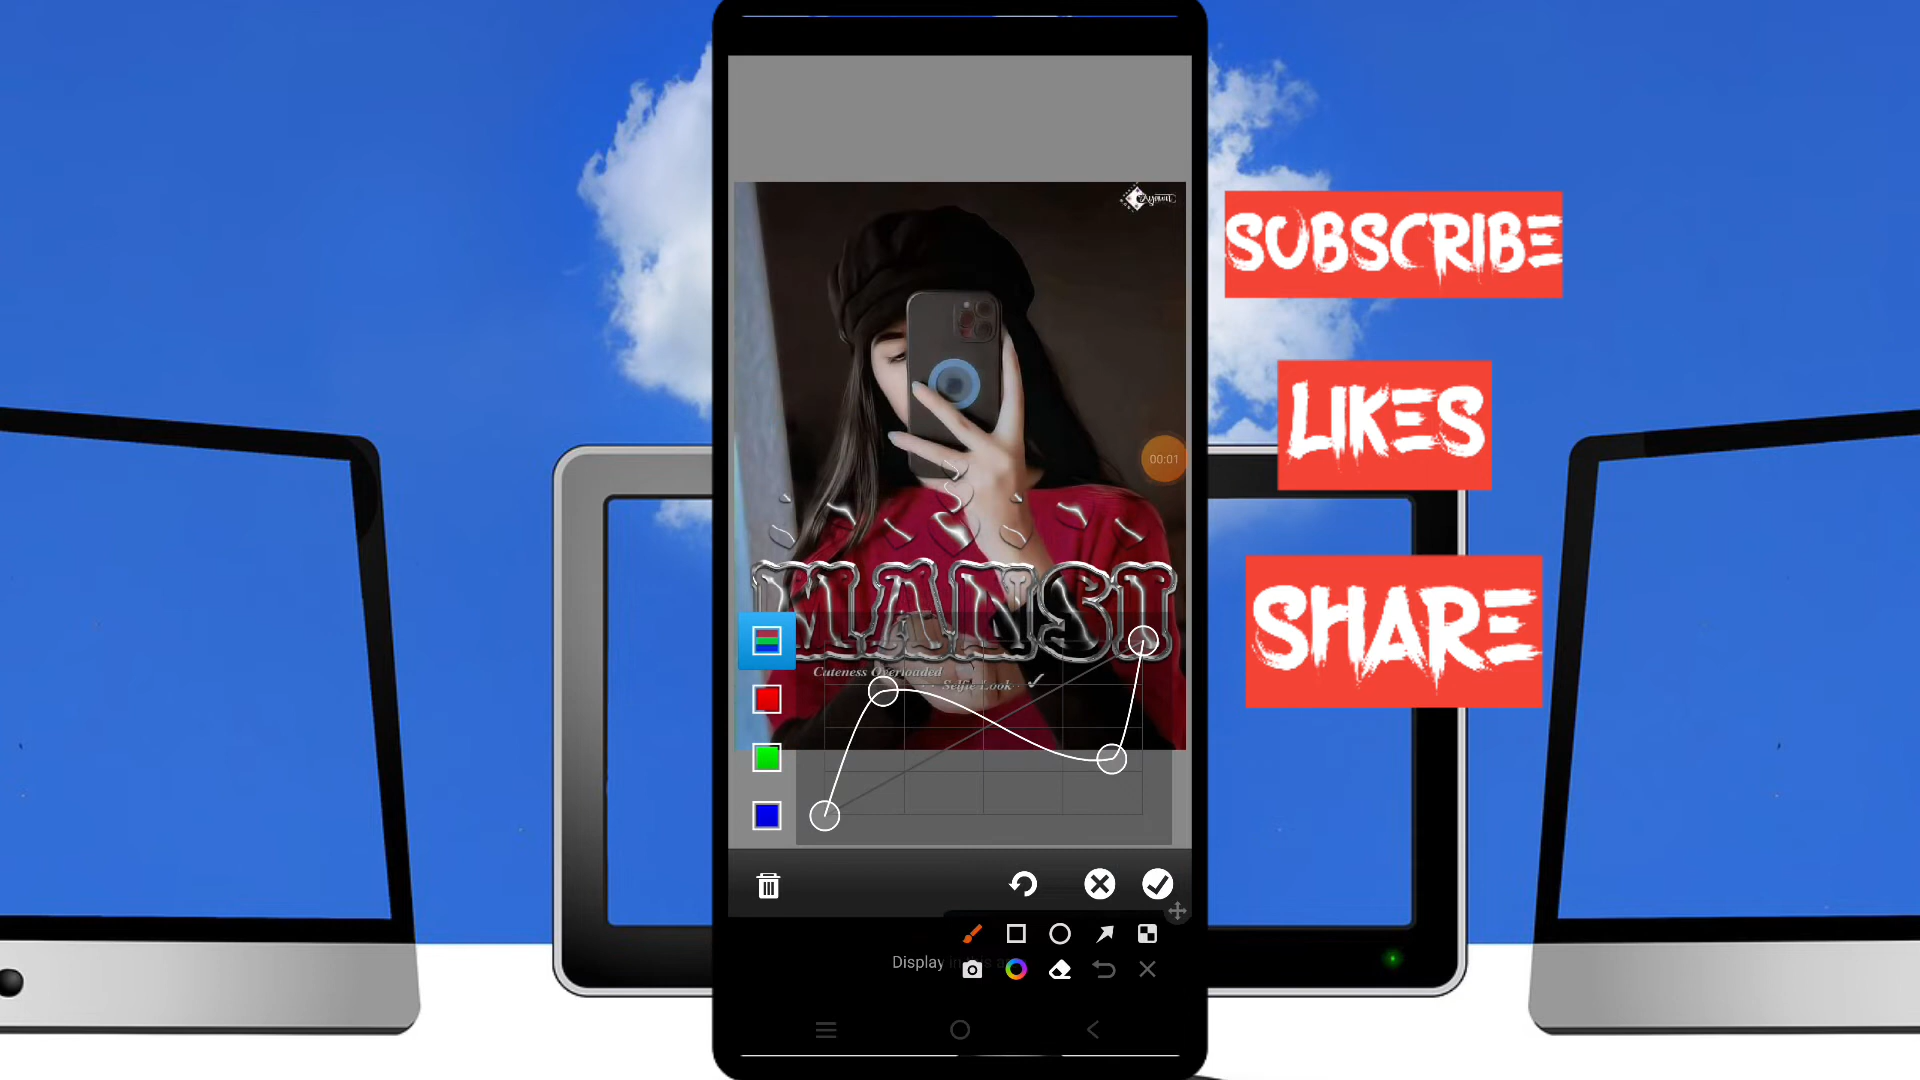 SUBSCRIBE
LIKES
00:01
MANSI
SHARE
Cuteness Overloaded
Selfie Look
Display